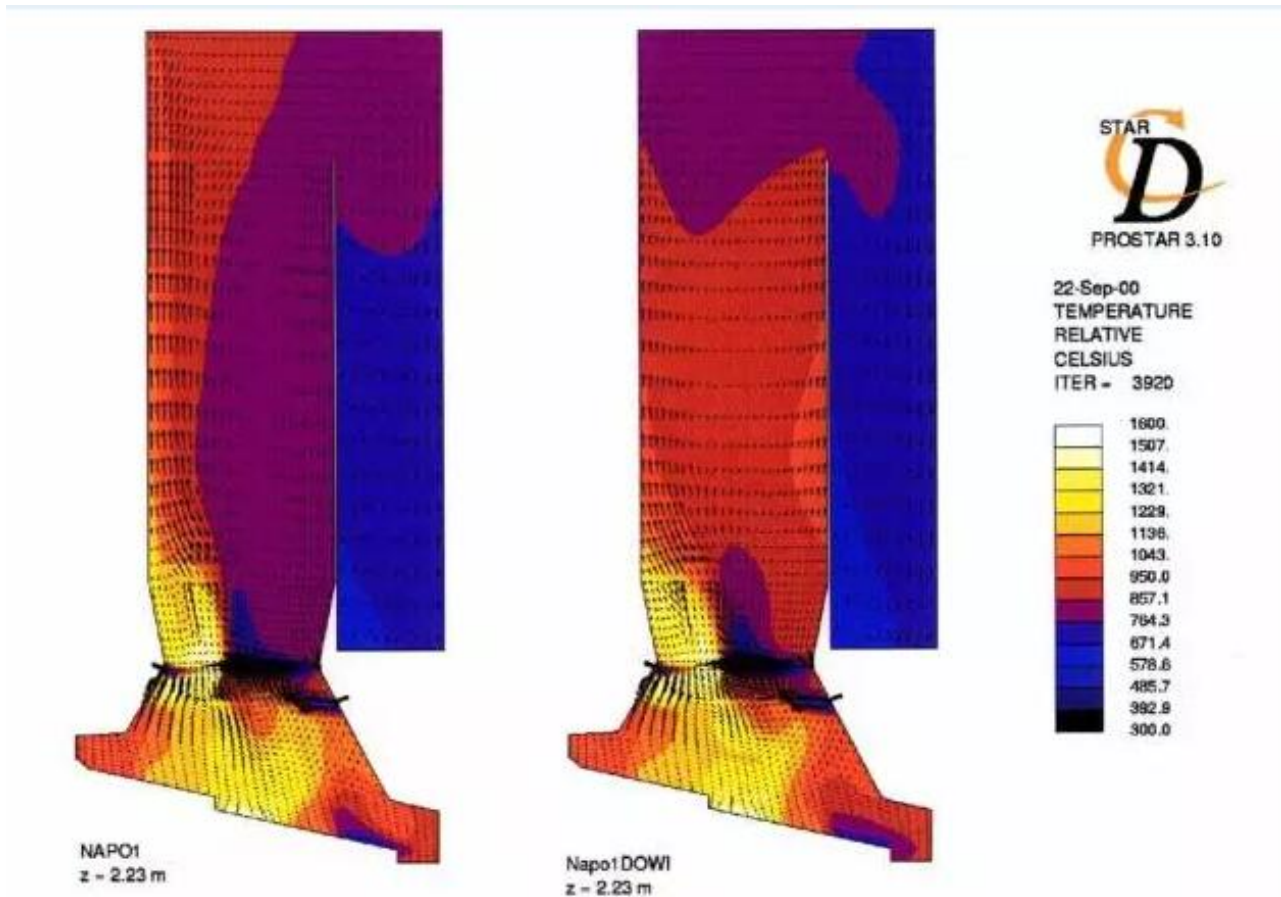 STAR
CD
PROSTAR 3.10
22-Sep-00
TEMPERATURE
RELATIVE
CELSIUS
ITER = 3920
1600.
1507.
1414.
1321.
1229.
1136.
1043.
950.0
857.1
764.3
671.4
578.6
485.7
392.9
300.0
NAPO1
z = 2.23 m
Napo1DOWI
z = 2.23 m